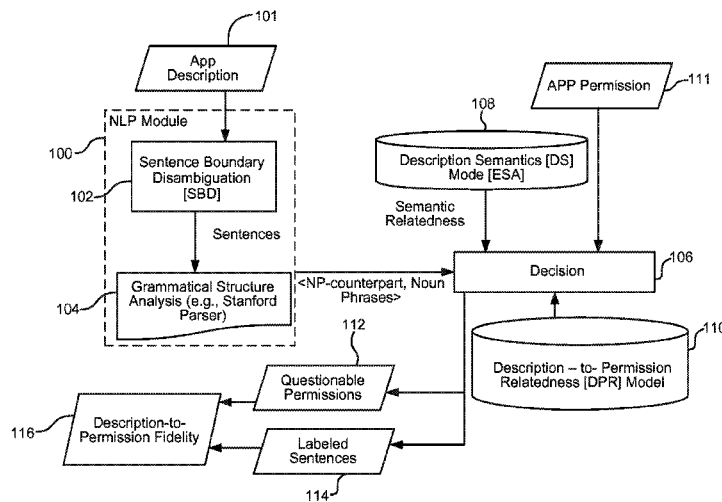 101
App
Description
APP Permission
111
NLP Module
108
100
Sentence Boundary
Disambiguation
[SBD]
102
Description Semantics [DS]
Mode [ESA]
Sentences
Semantic
Relatedness
Decision
106
<NP-counterpart, Noun
Phrases>
Grammatical Structure
Analysis (e.g., Stanford
Parser)
104
110
Description – to- Permission
Relatedness [DPR] Model
112
Questionable
Permissions
Description-to-
Permission Fidelity
116
Labeled
Sentences
114